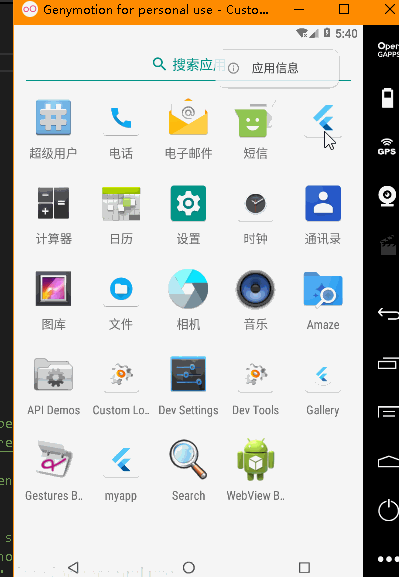 Genymotion for personal use - Custo...
5:40
搜索应用
应用信息
Open
GAPPS
超级用户 电话 电子邮件 短信
GPS
计算器 日历 设置 时钟 通讯录
图库 文件 相机 音乐 Amaze
API Demos Custom Lo.. Dev Settings Dev Tools Gallery
Gestures B.. myapp Search WebView B..